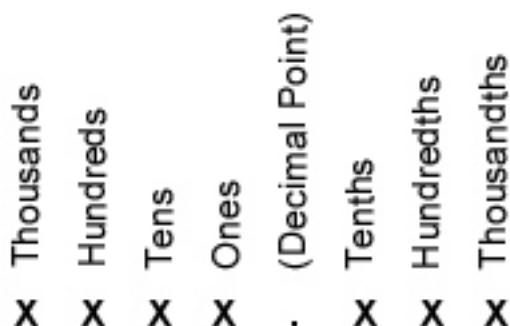 Thousands
Hundreds
Tens
Ones
(Decimal Point)
Tenths
Hundredths
Thousandths
X X X X . X X X